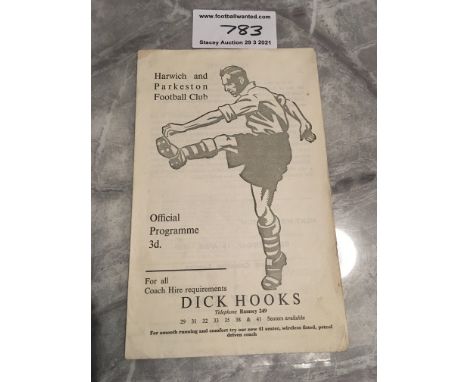 www.footballwanted.com
783
Stacey Auction 29 3 2021
Harwich and
Parkeston
Football Club
Official
Programme
3d.
For all
Coach Hire requirements
DICK HOOKS
Telephone Ramsey 249
29 31 32 33 35 38 & 41 Seaters available
For smooth running and comfort try our new 41 seater, wireless fitted, petrol
driven coach